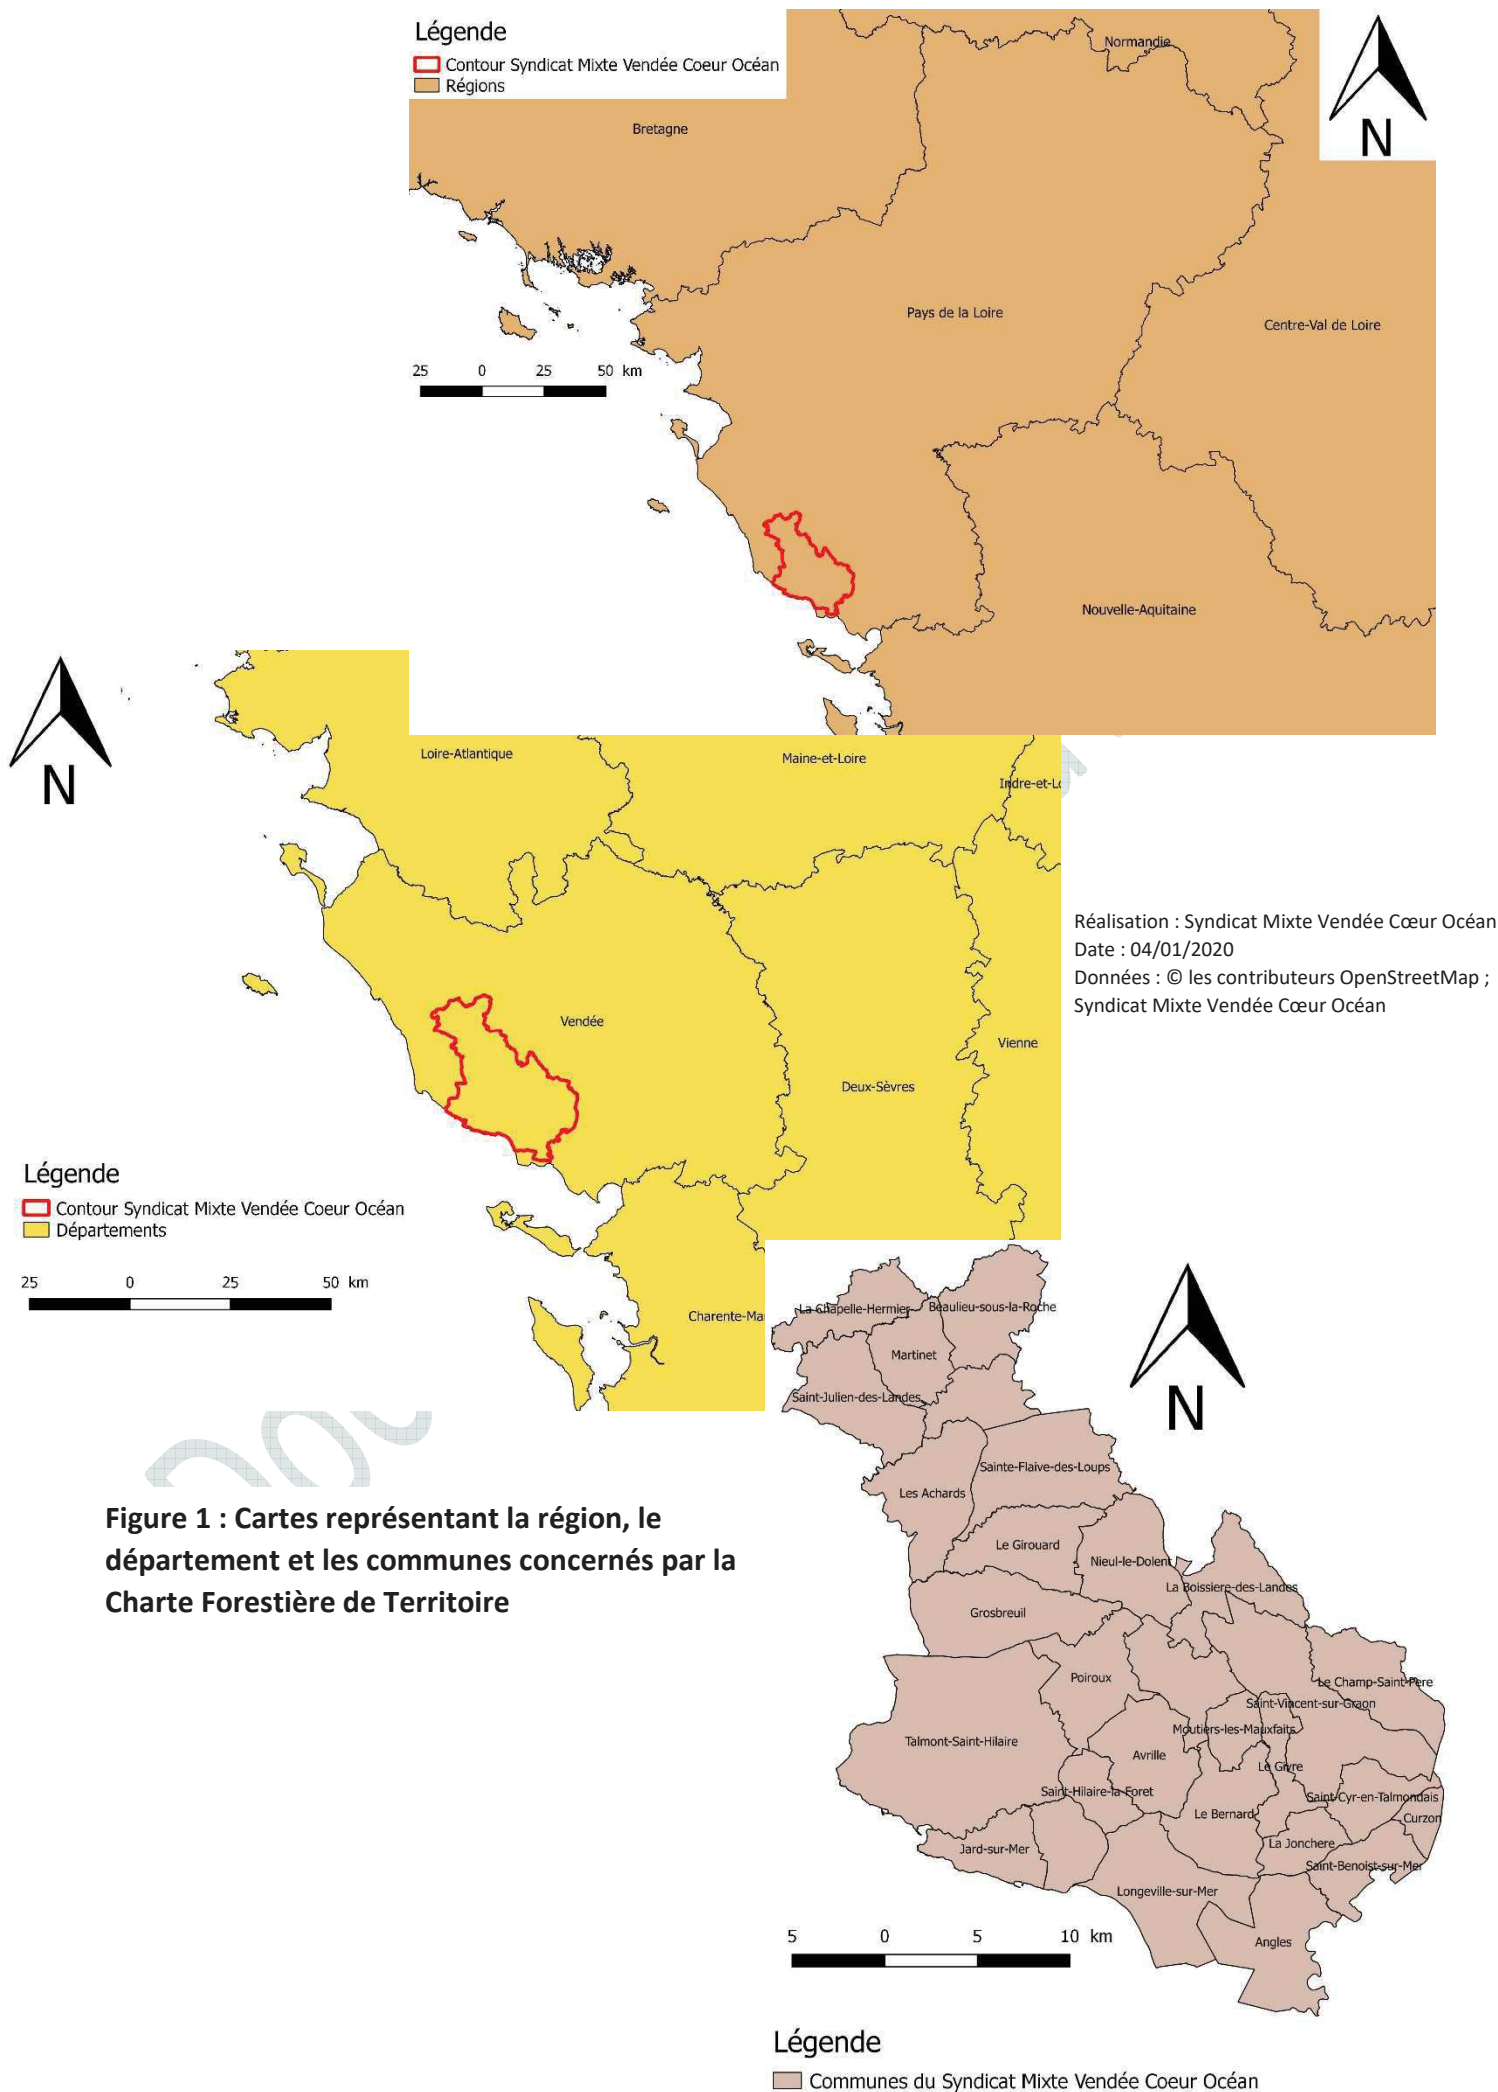 Légende
Contour Syndicat Mixte Vendée Coeur Océan
Régions
Normandie
N
Bretagne
Pays de la Loire
Centre-Val de Loire
25 0 25 50 km
Nouvelle-Aquitaine
N
Loire-Atlantique
Maine-et-Loire
Indre-et-Lo
Réalisation : Syndicat Mixte Vendée Cœur Océan
Date : 04/01/2020
Données : © les contributeurs OpenStreetMap ;
Syndicat Mixte Vendée Cœur Océan
Vendée
Vienne
Deux-Sèvres
Légende
Contour Syndicat Mixte Vendée Coeur Océan
Départements
25 0 25 50 km
Charente-Ma
La Chapelle-Hermier
Beaulieu-sous-la-Roche
Martinet
N
Saint-Julien-des-Landes
Sainte-Flaive-des-Loups
Les Achards
Figure 1 : Cartes représentant la région, le
département et les communes concernés par la
Charte Forestière de Territoire
Le Girouard
Nieul-le-Dolent
La Boissiere-des-Landes
Grosbreuil
Poiroux
Le Champ-Saint-Pere
Saint-Vincent-sur-Graon
Moutiers-les-Mauxfaits
Talmont-Saint-Hilaire
Avrille
Le Givre
Saint-Hilaire-la-Foret
Saint-Cyr-en-Talmondais
Le Bernard
Curzon
Jard-sur-Mer
La Jonchere
Saint-Benoist-sur-Mer
Longeville-sur-Mer
Angles
5 0 5 10 km
Légende
Communes du Syndicat Mixte Vendée Coeur Océan